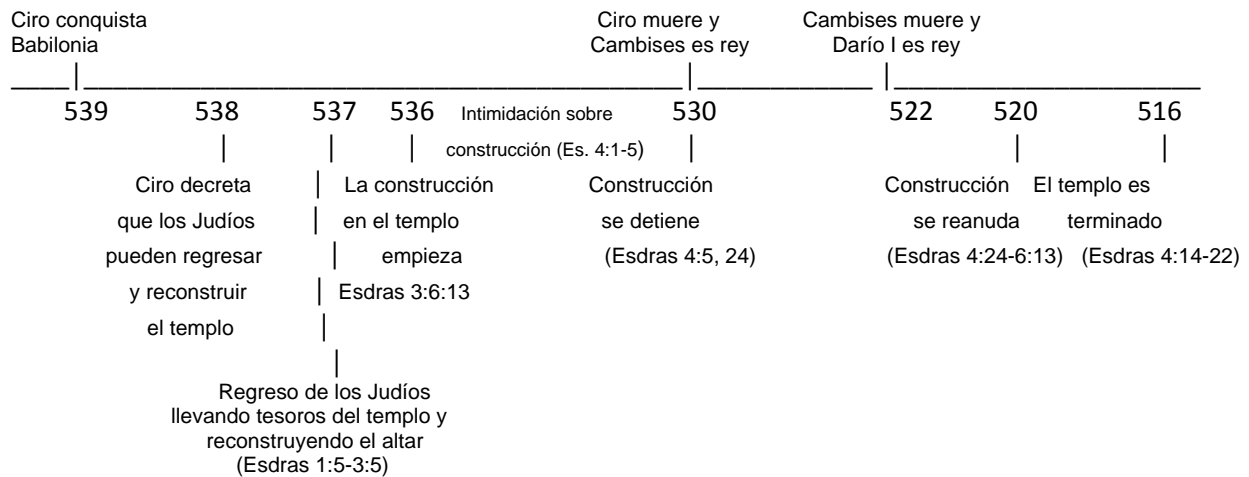 Ciro conquista Ciro muere y Cambises muere y
Babilonia Cambises es rey Darío I es rey
539 538 537 536 Intimidación sobre 530 522 520 516
construcción (Es. 4:1-5)
Ciro decreta La construcción Construcción Construcción El templo es
que los Judíos en el templo se detiene se reanuda terminado
pueden regresar empieza (Esdras 4:5, 24) (Esdras 4:24-6:13) (Esdras 4:14-22)
y reconstruir Esdras 3:6:13
el templo
Regreso de los Judíos
llevando tesoros del templo y
reconstruyendo el altar
(Esdras 1:5-3:5)